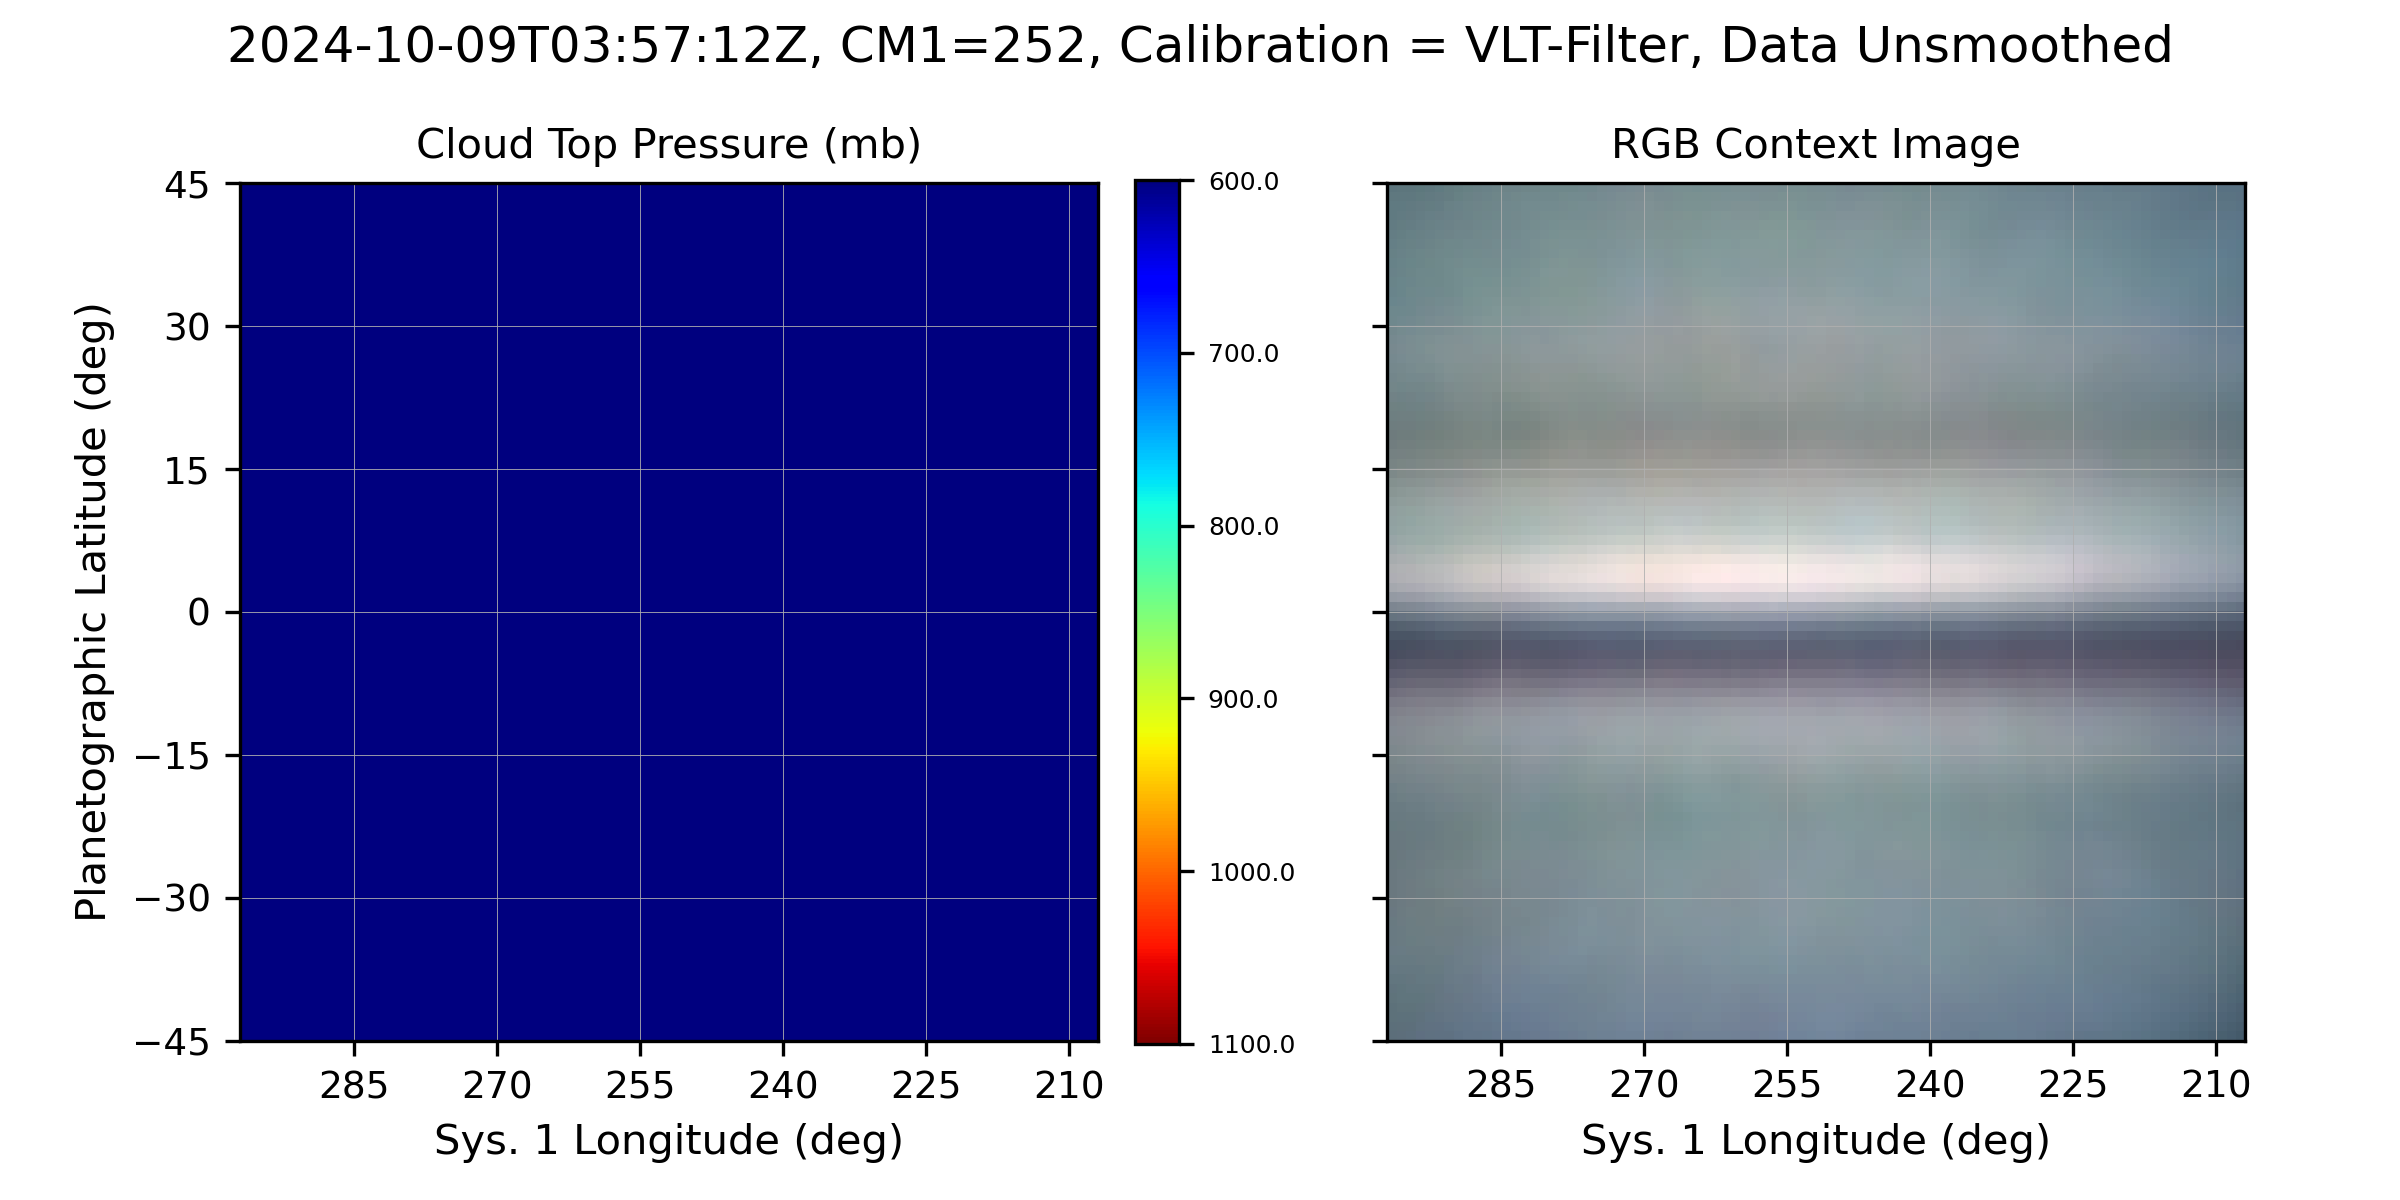 2024-10-09T03:57:12Z, CM1=252, Calibration = VLT-Filter, Data Unsmoothed
Cloud Top Pressure (mb)
45
30
15
0
−15
−30
−45
Planetographic Latitude (deg)
285 270 255 240 225 210
Sys. 1 Longitude (deg)
600.0
700.0
800.0
900.0
1000.0
1100.0
RGB Context Image
285 270 255 240 225 210
Sys. 1 Longitude (deg)